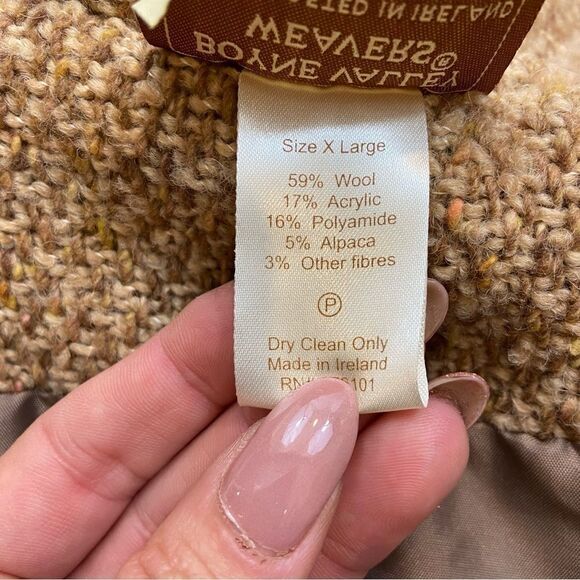 BOYNE VALLEY
WEAVERS®
IN IRELAND
Size X Large
59% Wool
17% Acrylic
16% Polyamide
5% Alpaca
3% Other fibres
P
Dry Clean Only
Made in Ireland